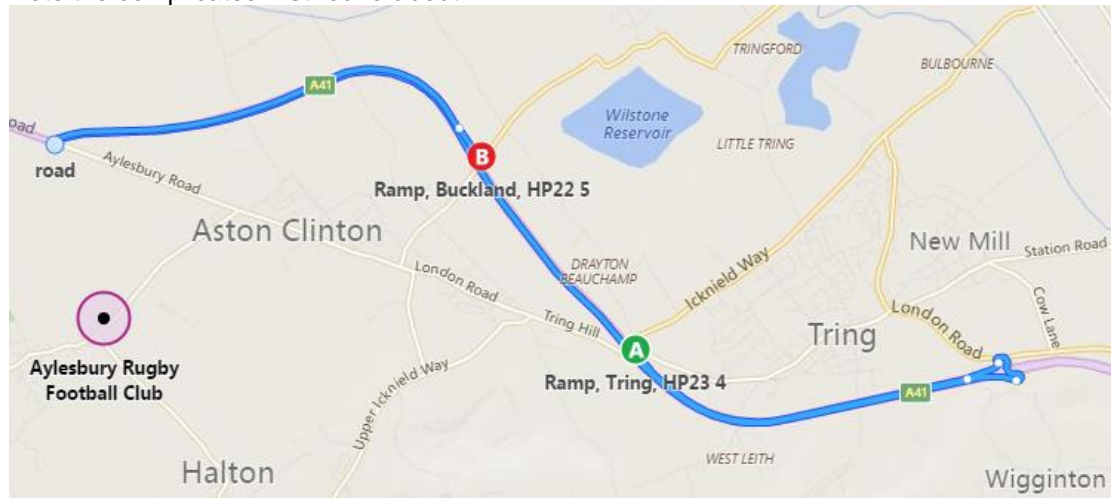 A41
TRINGFORD
BULBOURNE
Wilstone
Reservoir
LITTLE TRING
oad
road
Aylesbury Road
B
Ramp, Buckland, HP22 5
Aston Clinton
New Mill
Station Road
DRAYTON
BEAUCHAMP
Icknield Way
London Road
Cow Lane
London Road
Tring Hill
Tring
A
Aylesbury Rugby
Football Club
Ramp, Tring, HP23 4
Upper Icknield Way
A41
WEST LEITH
Halton
Wigginton